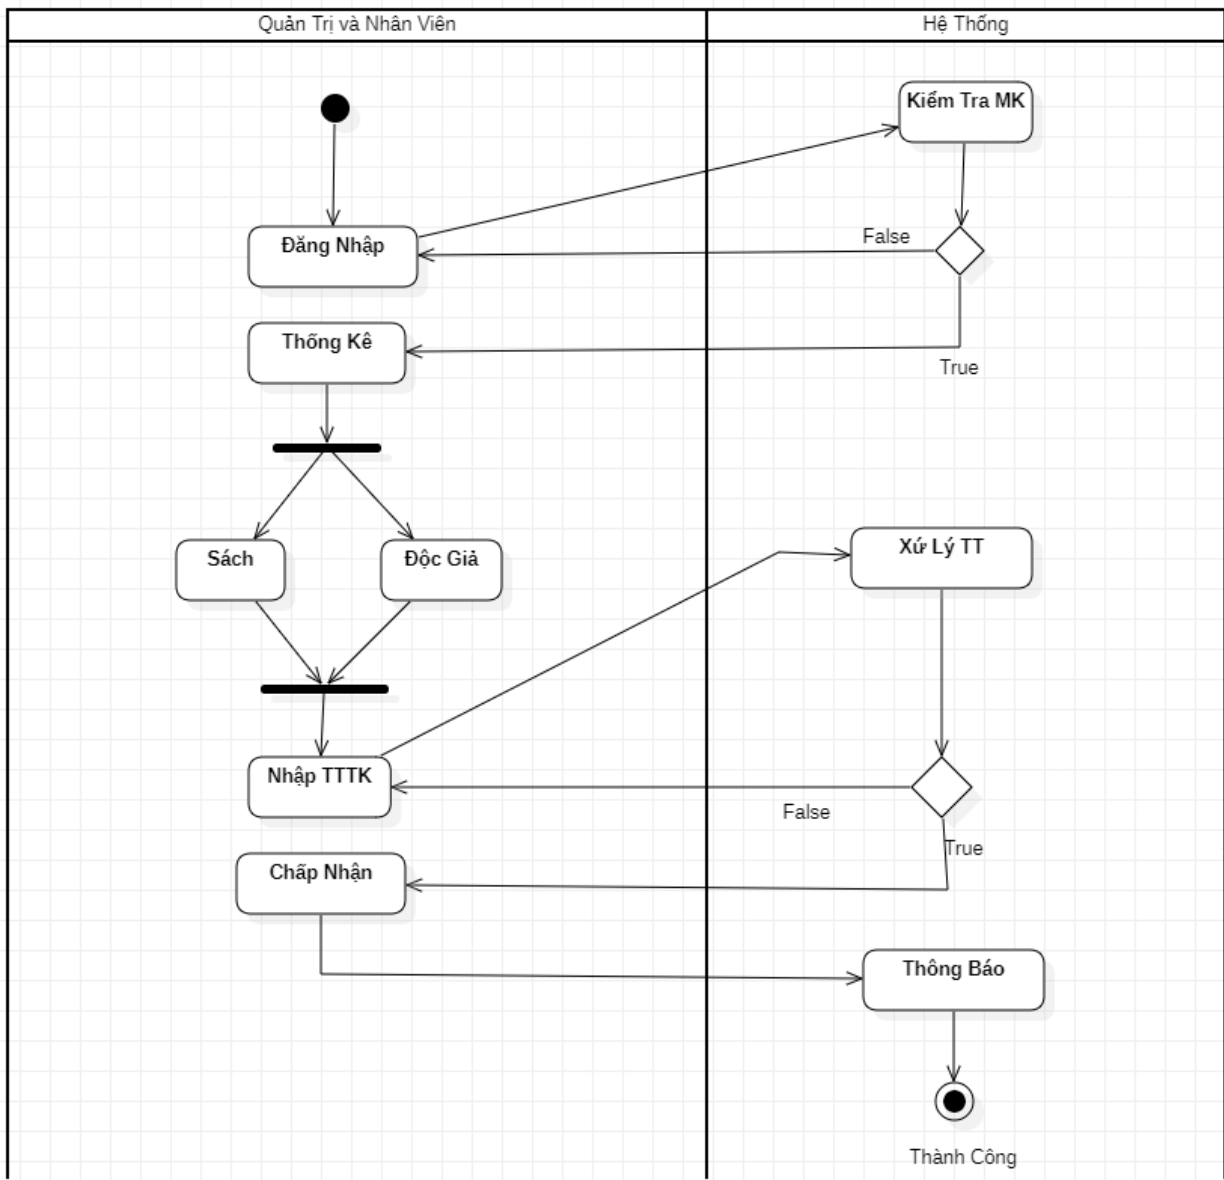 Quản Trị và Nhân Viên
Hệ Thống
Kiểm Tra MK
Đăng Nhập
False
Thống Kê
True
Sách
Độc Giả
Xứ Lý TT
Nhập TTTK
False
True
Chấp Nhận
Thông Báo
Thành Công